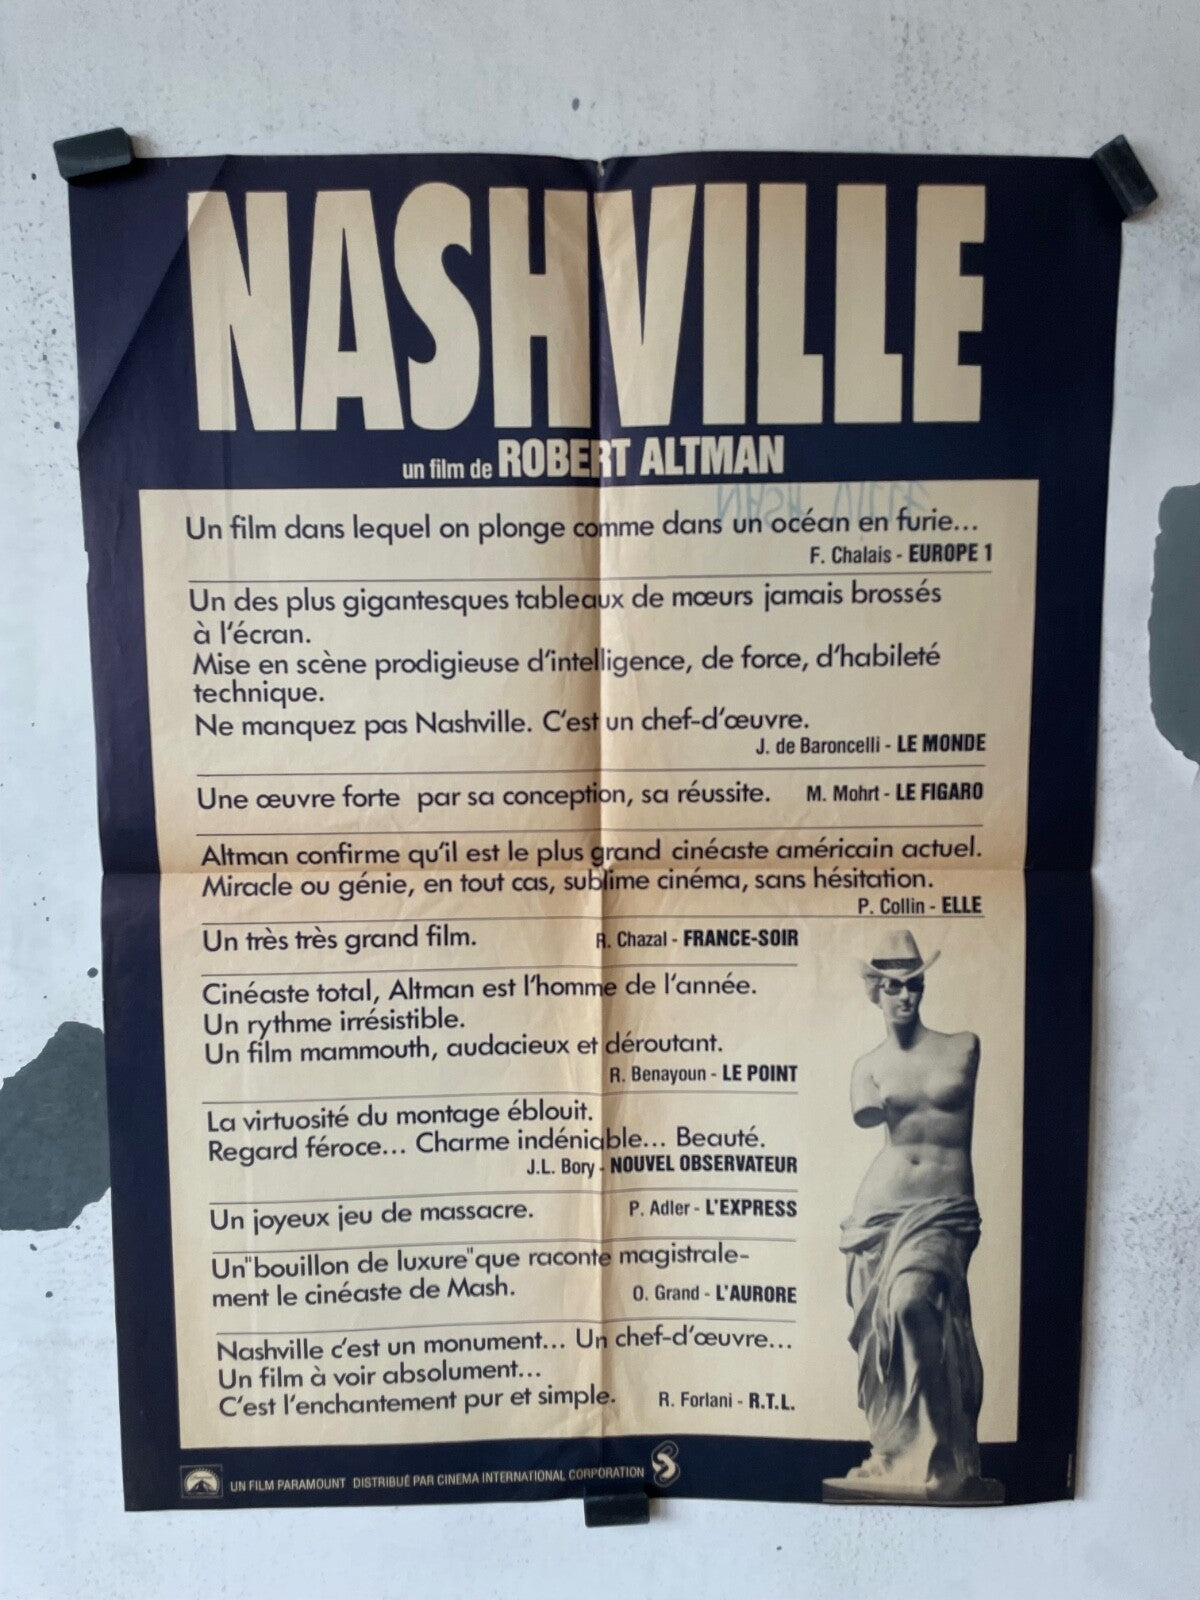 NASHVILLE
un film de ROBERT ALTMAN
NASHVILLE
Un film dans lequel on plonge comme dans un océan en furie...
F. Chalais - EUROPE 1
Un des plus gigantesques tableaux de mœurs jamais brossés
à l'écran.
Mise en scène prodigieuse d'intelligence, de force, d'habileté
technique.
Ne manquez pas Nashville. C'est un chef-d'œuvre.
J. de Baroncelli - LE MONDE
Une œuvre forte par sa conception, sa réussite. M. Mohrt - LE FIGARO
Altman confirme qu'il est le plus grand cinéaste américain actuel.
Miracle ou génie, en tout cas, sublime cinéma, sans hésitation.
P. Collin - ELLE
Un très très grand film. R. Chazal - FRANCE-SOIR
Cinéaste total, Altman est l'homme de l'année.
Un rythme irrésistible.
Un film mammouth, audacieux et déroutant.
R. Benayoun - LE POINT
La virtuosité du montage éblouit.
Regard féroce... Charme indéniable... Beauté.
J.L. Bory - NOUVEL OBSERVATEUR
Un joyeux jeu de massacre. P. Adler - L'EXPRESS
Un "bouillon de luxure" que raconte magistrale-
ment le cinéaste de Mash. O. Grand - L'AURORE
Nashville c'est un monument... Un chef-d'œuvre...
Un film à voir absolument...
C'est l'enchantement pur et simple. R. Forlani - R.T.L.
UN FILM PARAMOUNT DISTRIBUÉ PAR CINEMA INTERNATIONAL CORPORATION